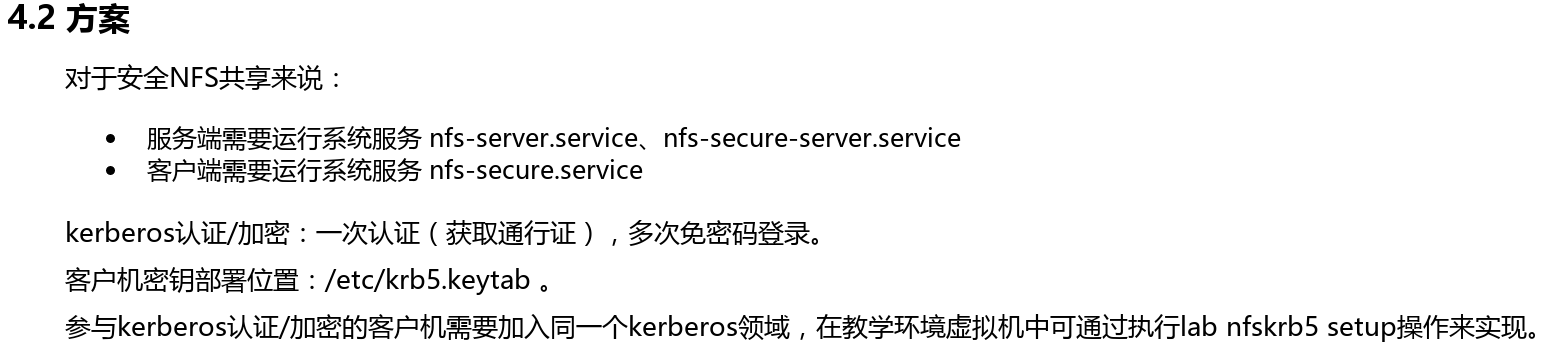 4.2 方案
对于安全NFS共享来说：
• 服务端需要运行系统服务 nfs-server.service、nfs-secure-server.service
• 客户端需要运行系统服务 nfs-secure.service
kerberos认证/加密：一次认证（获取通行证），多次免密码登录。
客户机密钥部署位置：/etc/krb5.keytab 。
参与kerberos认证/加密的客户机需要加入同一个kerberos领域，在教学环境虚拟机中可通过执行lab nfskrb5 setup操作来实现。